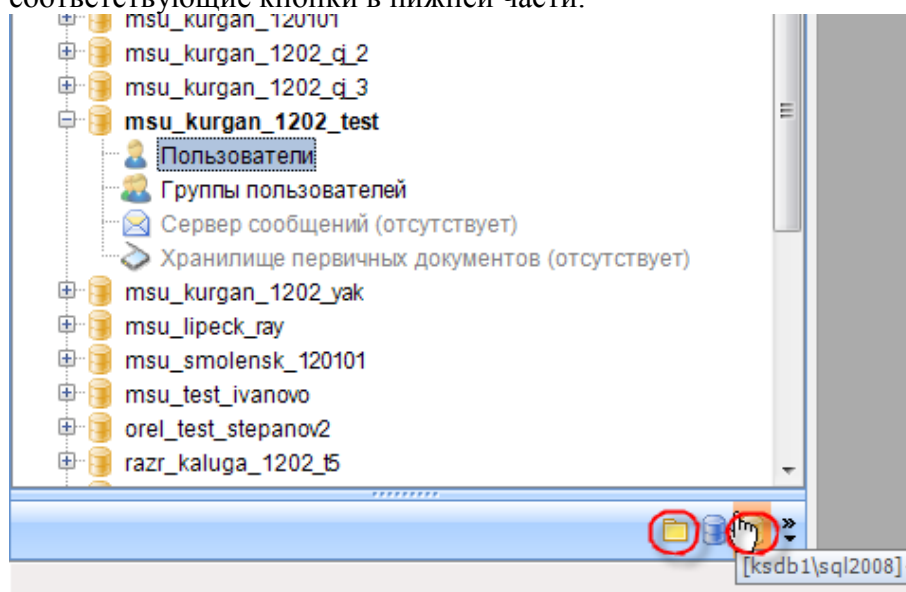 соответствующие кнопки в нижней части.
msu_kurgan_120101
msu_kurgan_1202_cj_2
msu_kurgan_1202_cj_3
msu_kurgan_1202_test
Пользователи
Группы пользователей
Сервер сообщений (отсутствует)
Хранилище первичных документов (отсутствует)
msu_kurgan_1202_yak
msu_lipeck_ray
msu_smolensk_120101
msu_test_ivanovo
orel_test_stepanov2
razr_kaluga_1202_t5
[ksdb1\sql2008]